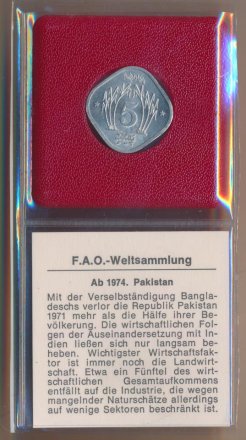 5
F.A.O.-Weltsammlung
Ab 1974. Pakistan
Mit der Verselbständigung Bangla-
deschs verlor die Republik Pakistan
1971 mehr als die Hälfte ihrer Be-
völkerung. Die wirtschaftlichen Fol-
gen der Auseinandersetzung mit In-
dien ließen sich nur langsam be-
heben. Wichtigster Wirtschaftsfak-
tor ist immer noch die Landwirt-
schaft. Etwa ein Fünftel des wirt-
schaftlichen Gesamtaufkommens
entfällt auf die Industrie, die wegen
mangelnder Naturschätze allerdings
auf wenige Sektoren beschränkt ist.